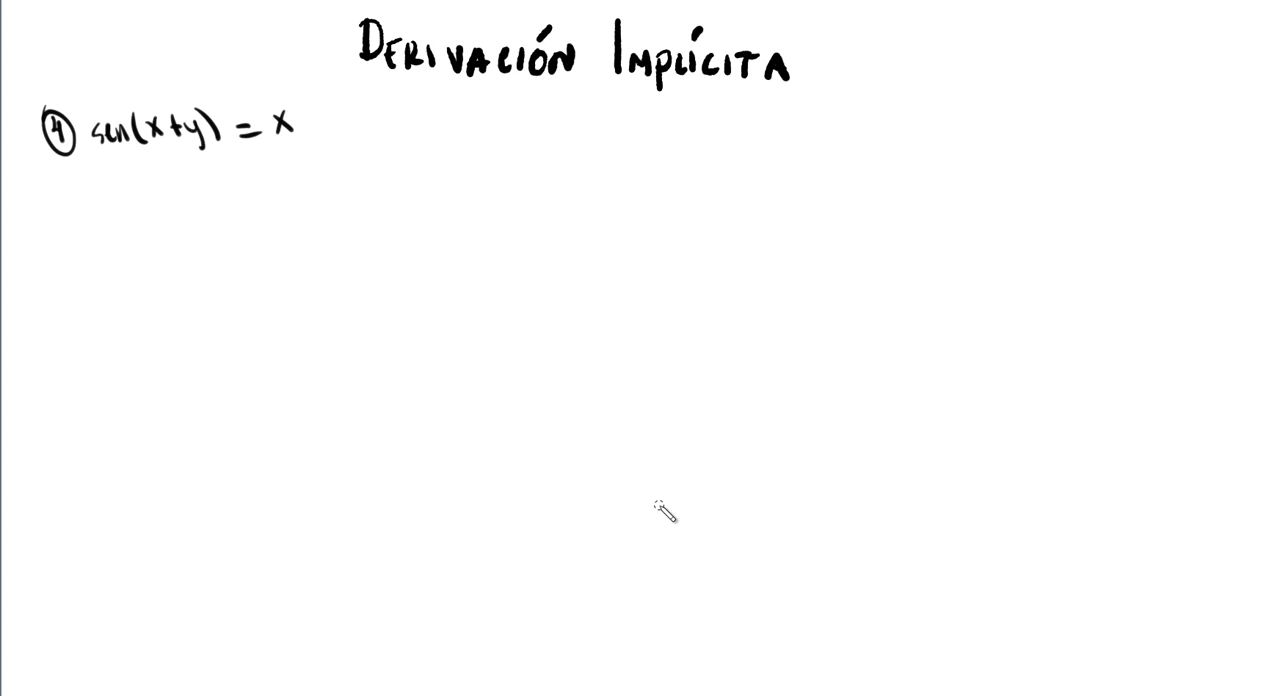 DERIVACIÓN IMPLÍCITA
④ sen(x+y) = x